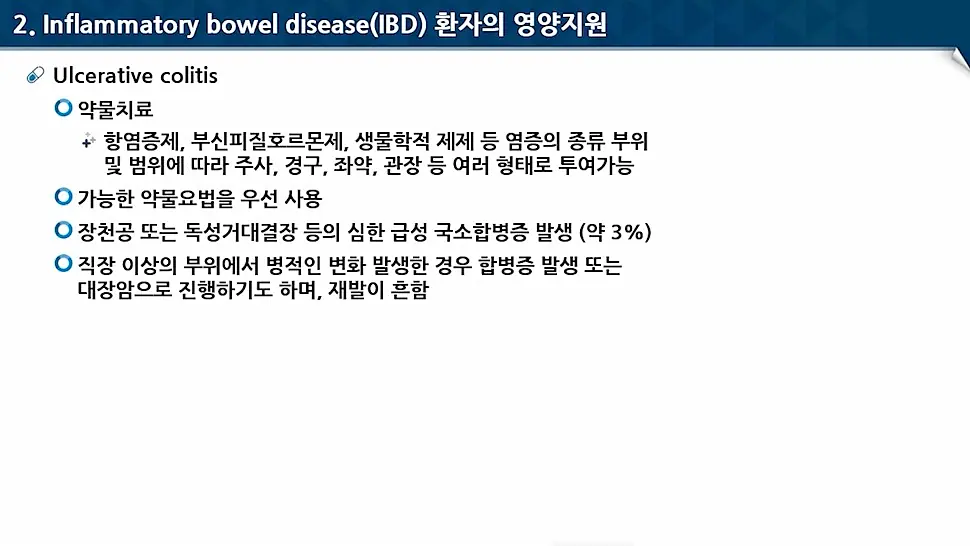 2. Inflammatory bowel disease(IBD) 환자의 영양지원
Ulcerative colitis
약물치료
항염증제, 부신피질호르몬제, 생물학적 제제 등 염증의 종류 부위
및 범위에 따라 주사, 경구, 좌약, 관장 등 여러 형태로 투여가능
가능한 약물요법을 우선 사용
장천공 또는 독성거대결장 등의 심한 급성 국소합병증 발생 (약 3%)
직장 이상의 부위에서 병적인 변화 발생한 경우 합병증 발생 또는
대장암으로 진행하기도 하며, 재발이 흔함